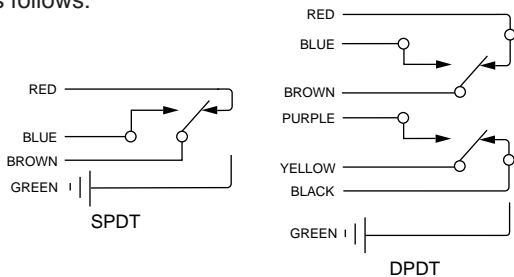 s follows:
RED
BLUE
BROWN
GREEN
SPDT
RED
BLUE
BROWN
PURPLE
YELLOW
BLACK
GREEN
DPDT